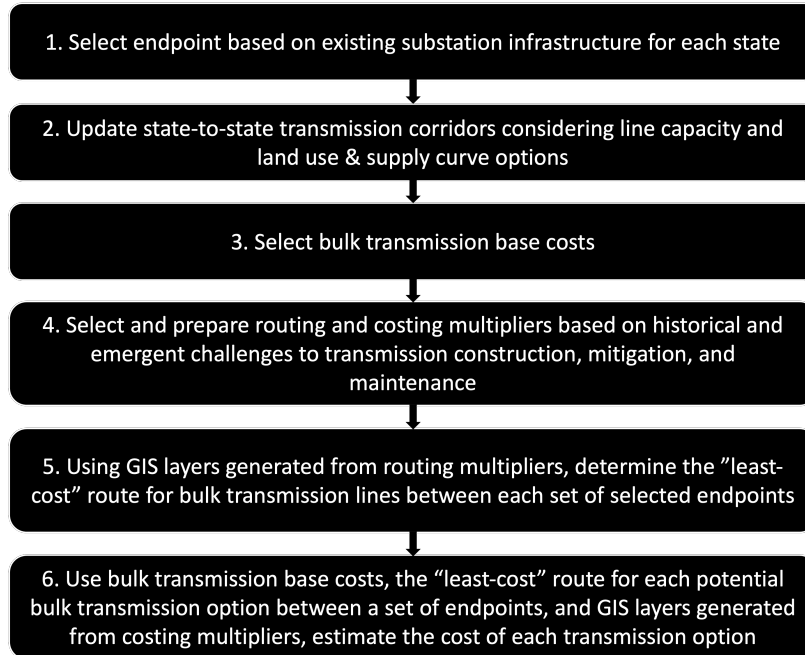 1. Select endpoint based on existing substation infrastructure for each state
2. Update state-to-state transmission corridors considering line capacity and
land use & supply curve options
3. Select bulk transmission base costs
4. Select and prepare routing and costing multipliers based on historical and
emergent challenges to transmission construction, mitigation, and
maintenance
5. Using GIS layers generated from routing multipliers, determine the ”least-
cost” route for bulk transmission lines between each set of selected endpoints
6. Use bulk transmission base costs, the “least-cost” route for each potential
bulk transmission option between a set of endpoints, and GIS layers generated
from costing multipliers, estimate the cost of each transmission option